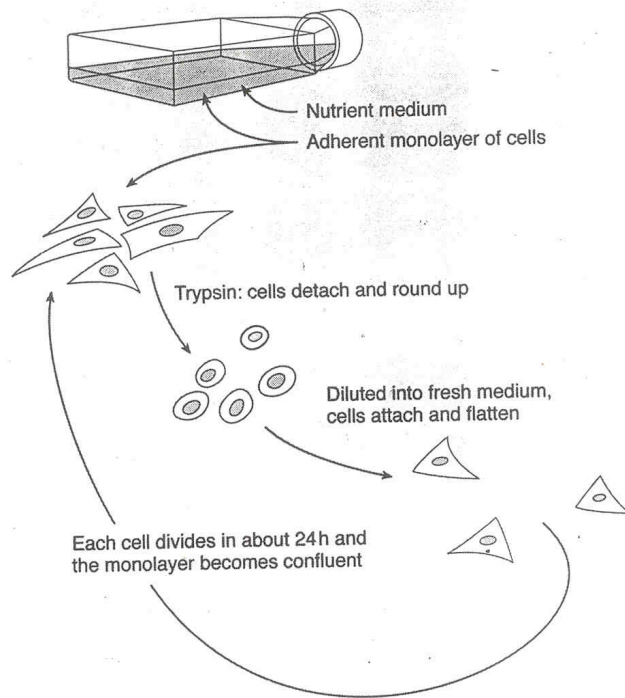 Nutrient medium
Adherent monolayer of cells
Trypsin: cells detach and round up
Diluted into fresh medium,
cells attach and flatten
Each cell divides in about 24h and
the monolayer becomes confluent